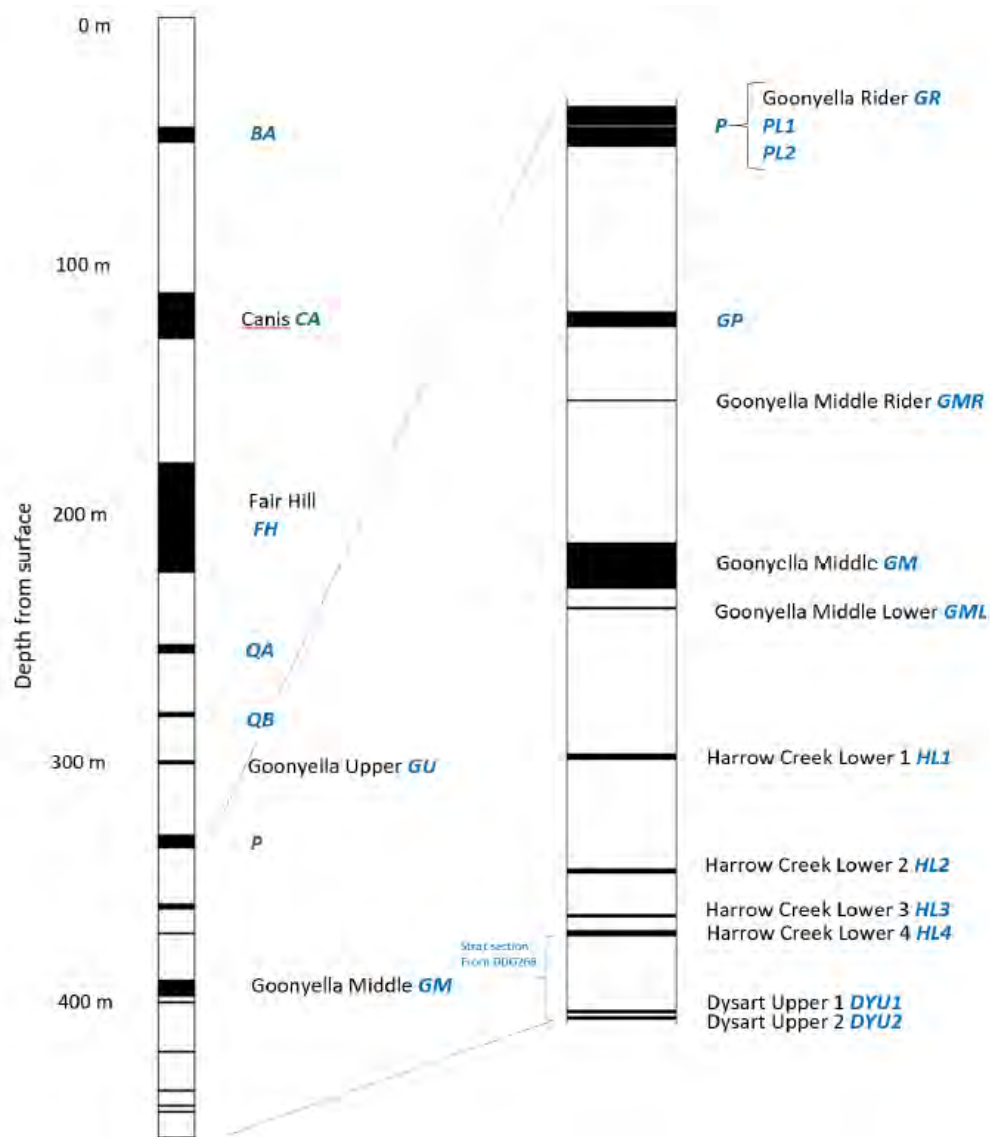 0 m
BA
100 m
Canis CA
Fair Hill
200 m
FH
Depth from surface
QA
QB
300 m
Goonyella Upper GU
P
Goonyella Middle GM
400 m
Goonyella Rider GR
P
PL1
PL2
GP
Goonyella Middle Rider GMR
Goonyella Middle GM
Goonyella Middle Lower GML
Harrow Creek Lower 1 HL1
Harrow Creek Lower 2 HL2
Harrow Creek Lower 3 HL3
Harrow Creek Lower 4 HL4
Strat section
From DDG268
Dysart Upper 1 DYU1
Dysart Upper 2 DYU2